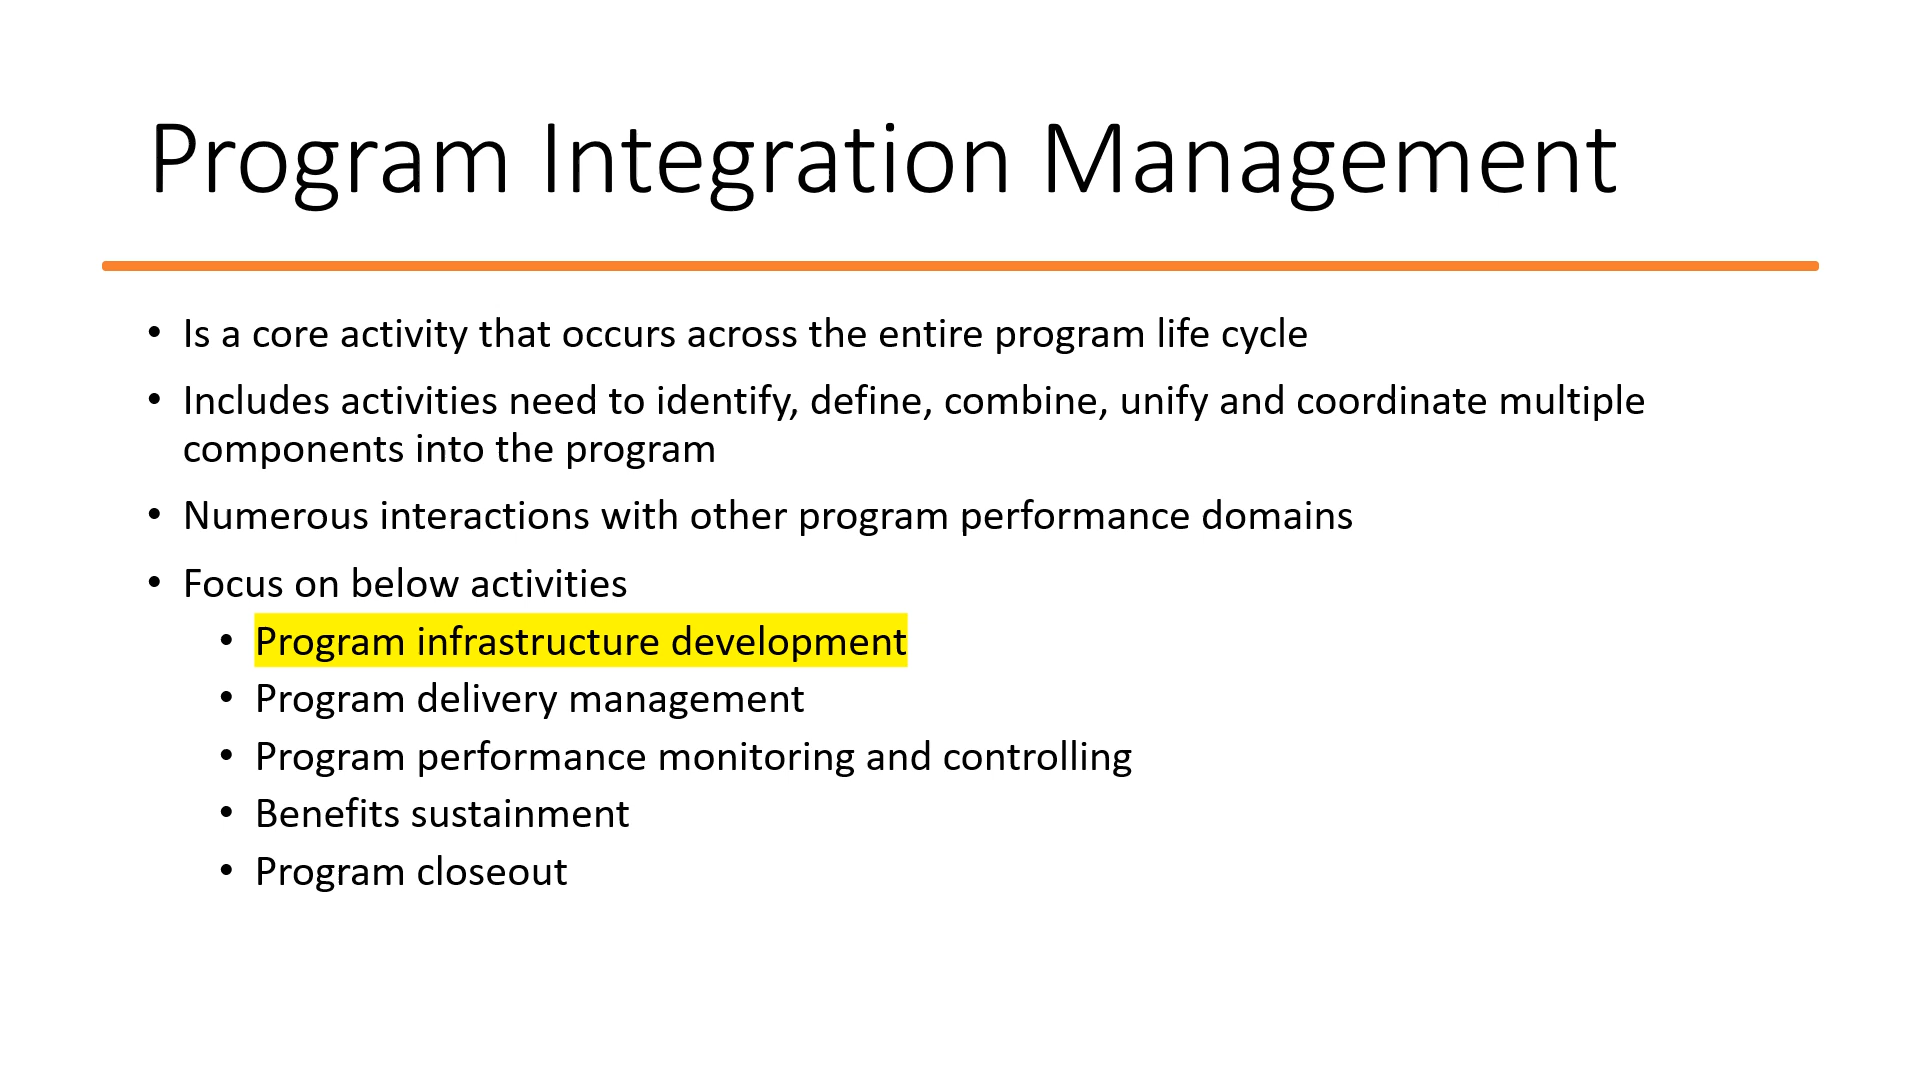 Program Integration Management
• Is a core activity that occurs across the entire program life cycle
• Includes activities need to identify, define, combine, unify and coordinate multiple
components into the program
• Numerous interactions with other program performance domains
• Focus on below activities
• Program infrastructure development
• Program delivery management
• Program performance monitoring and controlling
• Benefits sustainment
• Program closeout